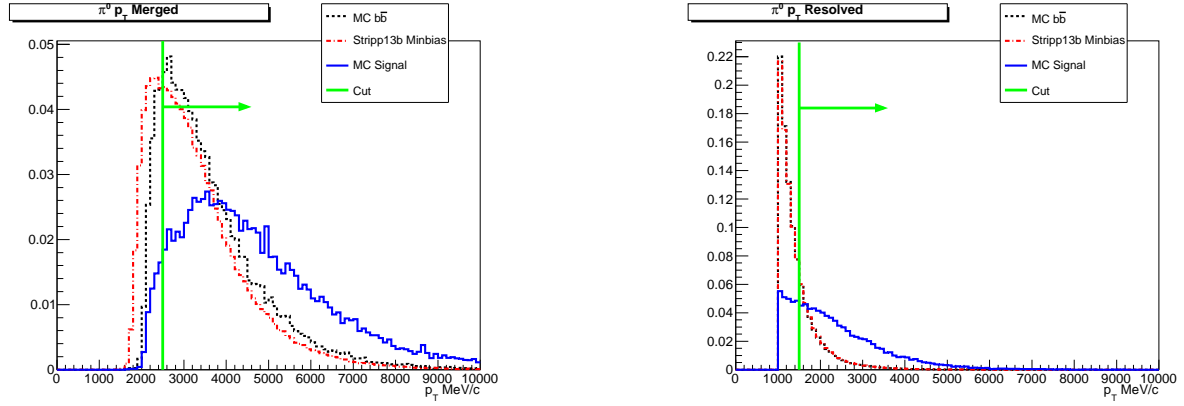 π⁰ p_T Merged
MC bb̅
Stripp13b Minbias
MC Signal
Cut
0.05
0.04
0.03
0.02
0.01
0
0 1000 2000 3000 4000 5000 6000 7000 8000 9000 10000
p_T MeV/c
π⁰ p_T Resolved
MC bb̅
Stripp13b Minbias
MC Signal
Cut
0.22
0.2
0.18
0.16
0.14
0.12
0.1
0.08
0.06
0.04
0.02
0
0 1000 2000 3000 4000 5000 6000 7000 8000 9000 10000
p_T MeV/c